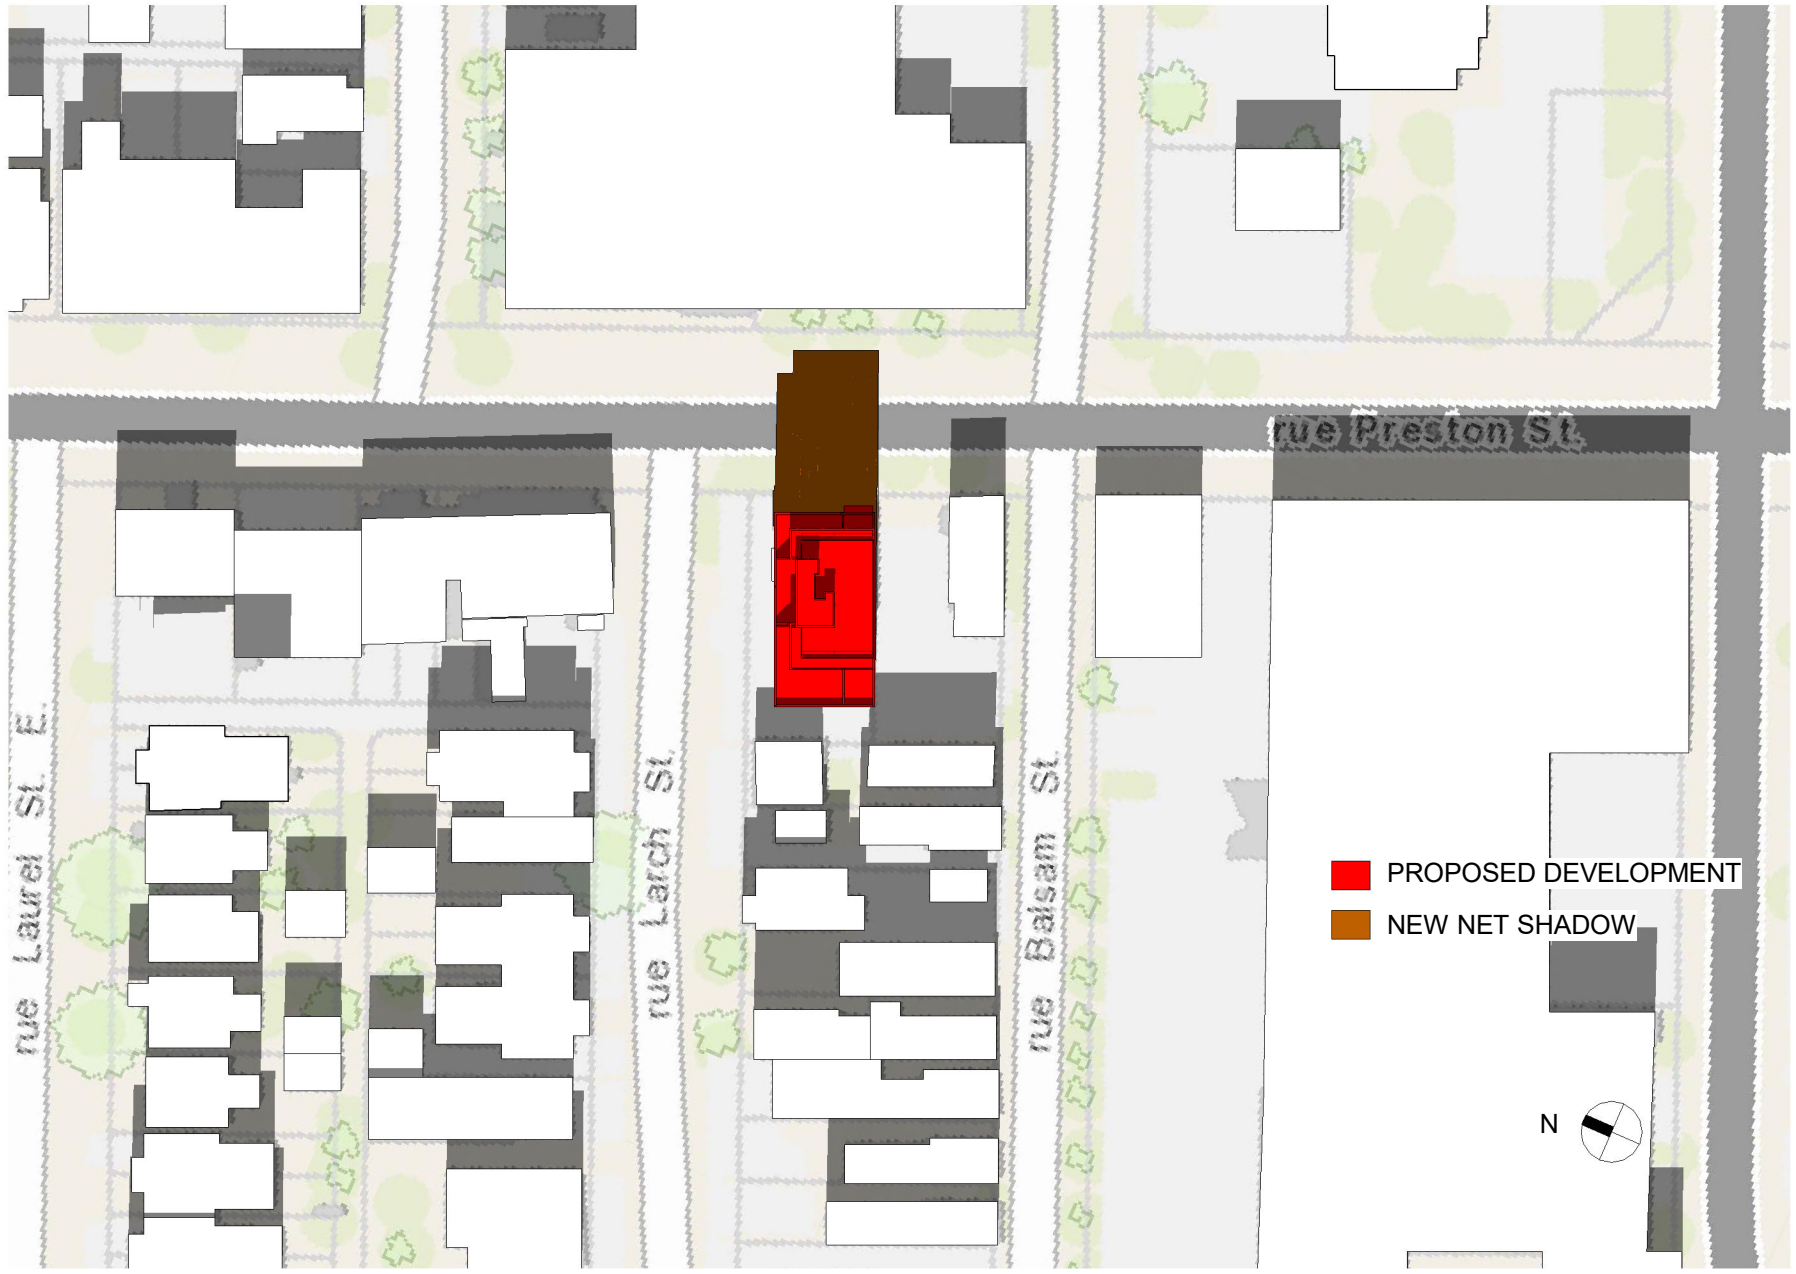 rue Preston St.
rue Laurel St. E.
rue Larch St.
rue Balsam St.
PROPOSED DEVELOPMENT
NEW NET SHADOW
N